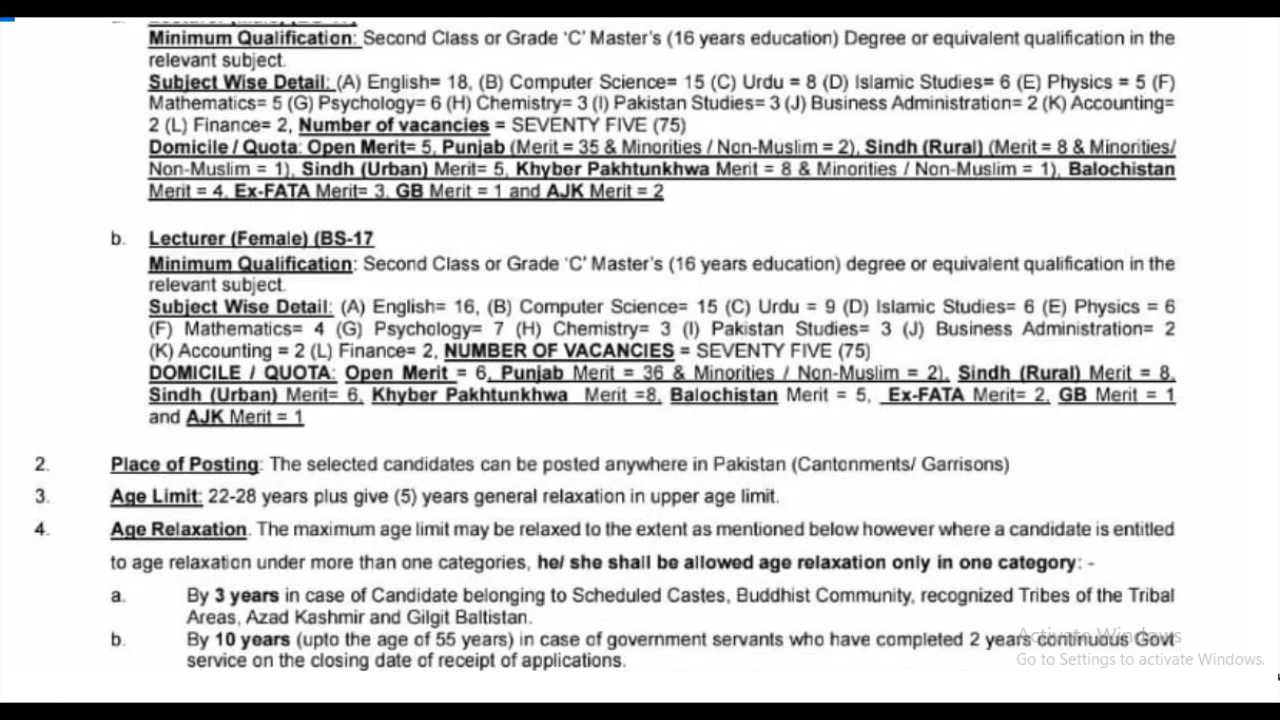 Minimum Qualification: Second Class or Grade 'C' Master's (16 years education) Degree or equivalent qualification in the
relevant subject.
Subject Wise Detail: (A) English= 18, (B) Computer Science= 15 (C) Urdu = 8 (D) Islamic Studies= 6 (E) Physics = 5 (F)
Mathematics= 5 (G) Psychology= 6 (H) Chemistry= 3 (I) Pakistan Studies= 3 (J) Business Administration= 2 (K) Accounting=
2 (L) Finance= 2, Number of vacancies = SEVENTY FIVE (75)
Domicile / Quota: Open Merit= 5, Punjab (Merit = 35 & Minorities / Non-Muslim = 2), Sindh (Rural) (Merit = 8 & Minorities/
Non-Muslim = 1), Sindh (Urban) Merit= 5, Khyber Pakhtunkhwa Merit = 8 & Minorities / Non-Muslim = 1), Balochistan
Merit = 4, Ex-FATA Merit= 3, GB Merit = 1 and AJK Merit = 2
b. Lecturer (Female) (BS-17
Minimum Qualification: Second Class or Grade 'C' Master's (16 years education) degree or equivalent qualification in the
relevant subject.
Subject Wise Detail: (A) English= 16, (B) Computer Science= 15 (C) Urdu = 9 (D) Islamic Studies= 6 (E) Physics = 6
(F) Mathematics= 4 (G) Psychology= 7 (H) Chemistry= 3 (I) Pakistan Studies= 3 (J) Business Administration= 2
(K) Accounting = 2 (L) Finance= 2, NUMBER OF VACANCIES = SEVENTY FIVE (75)
DOMICILE / QUOTA: Open Merit = 6, Punjab Merit = 36 & Minorities / Non-Muslim = 2), Sindh (Rural) Merit = 8,
Sindh (Urban) Merit= 6, Khyber Pakhtunkhwa Merit =8, Balochistan Merit = 5, Ex-FATA Merit= 2, GB Merit = 1
and AJK Merit = 1
2. Place of Posting: The selected candidates can be posted anywhere in Pakistan (Cantonments/ Garrisons)
3. Age Limit: 22-28 years plus give (5) years general relaxation in upper age limit.
4. Age Relaxation. The maximum age limit may be relaxed to the extent as mentioned below however where a candidate is entitled
to age relaxation under more than one categories, he/ she shall be allowed age relaxation only in one category: -
a. By 3 years in case of Candidate belonging to Scheduled Castes, Buddhist Community, recognized Tribes of the Tribal
Areas, Azad Kashmir and Gilgit Baltistan.
b. By 10 years (upto the age of 55 years) in case of government servants who have completed 2 years continuous Govt
service on the closing date of receipt of applications.
Activate Windows
Go to Settings to activate Windows.